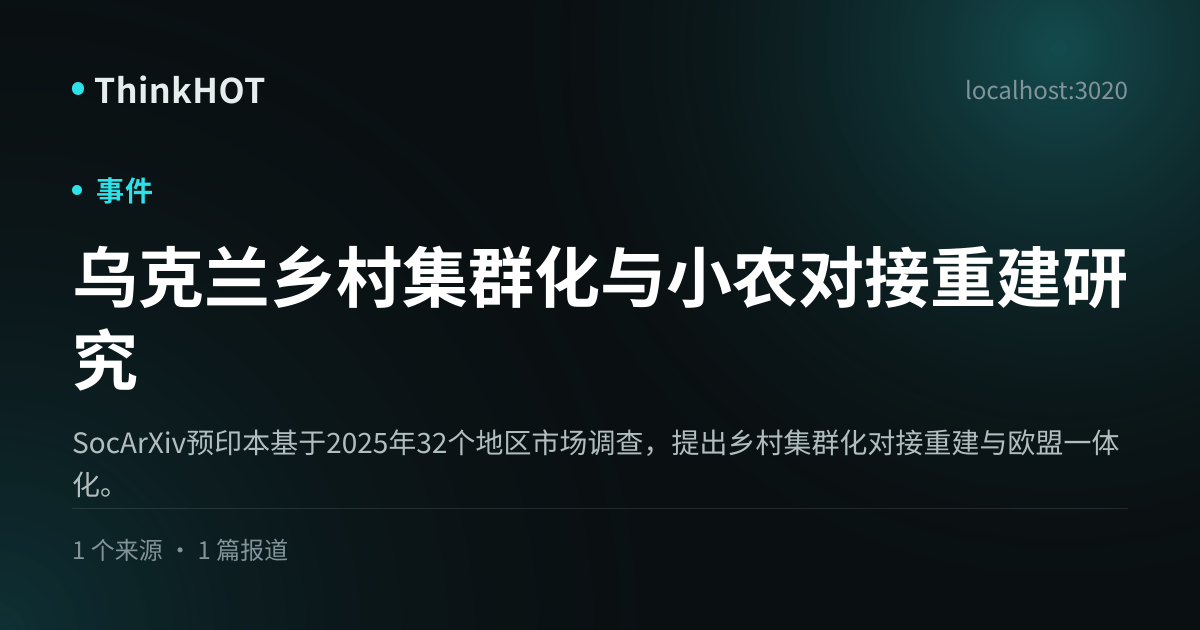 ThinkHOT
localhost:3020
事件
乌克兰乡村集群化与小农对接重建研
究
SocArXiv预印本基于2025年32个地区市场调查，提出乡村集群化对接重建与欧盟一体
化。
1 个来源 · 1 篇报道